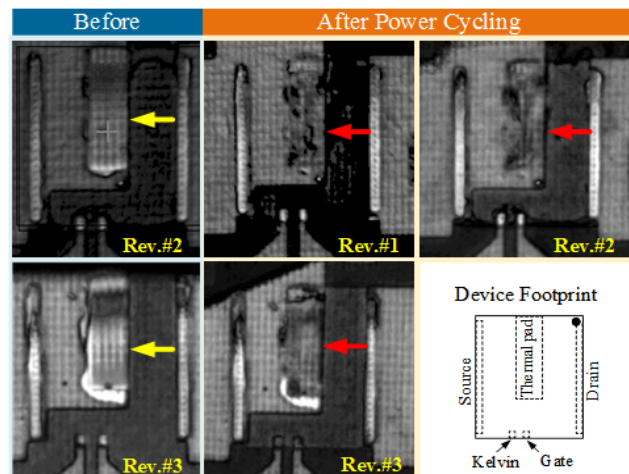 Before
After Power Cycling
Rev.#2
Rev.#1
Rev.#2
Rev.#3
Rev.#3
Device Footprint
Source
Thermal pad
Drain
Kelvin
Gate